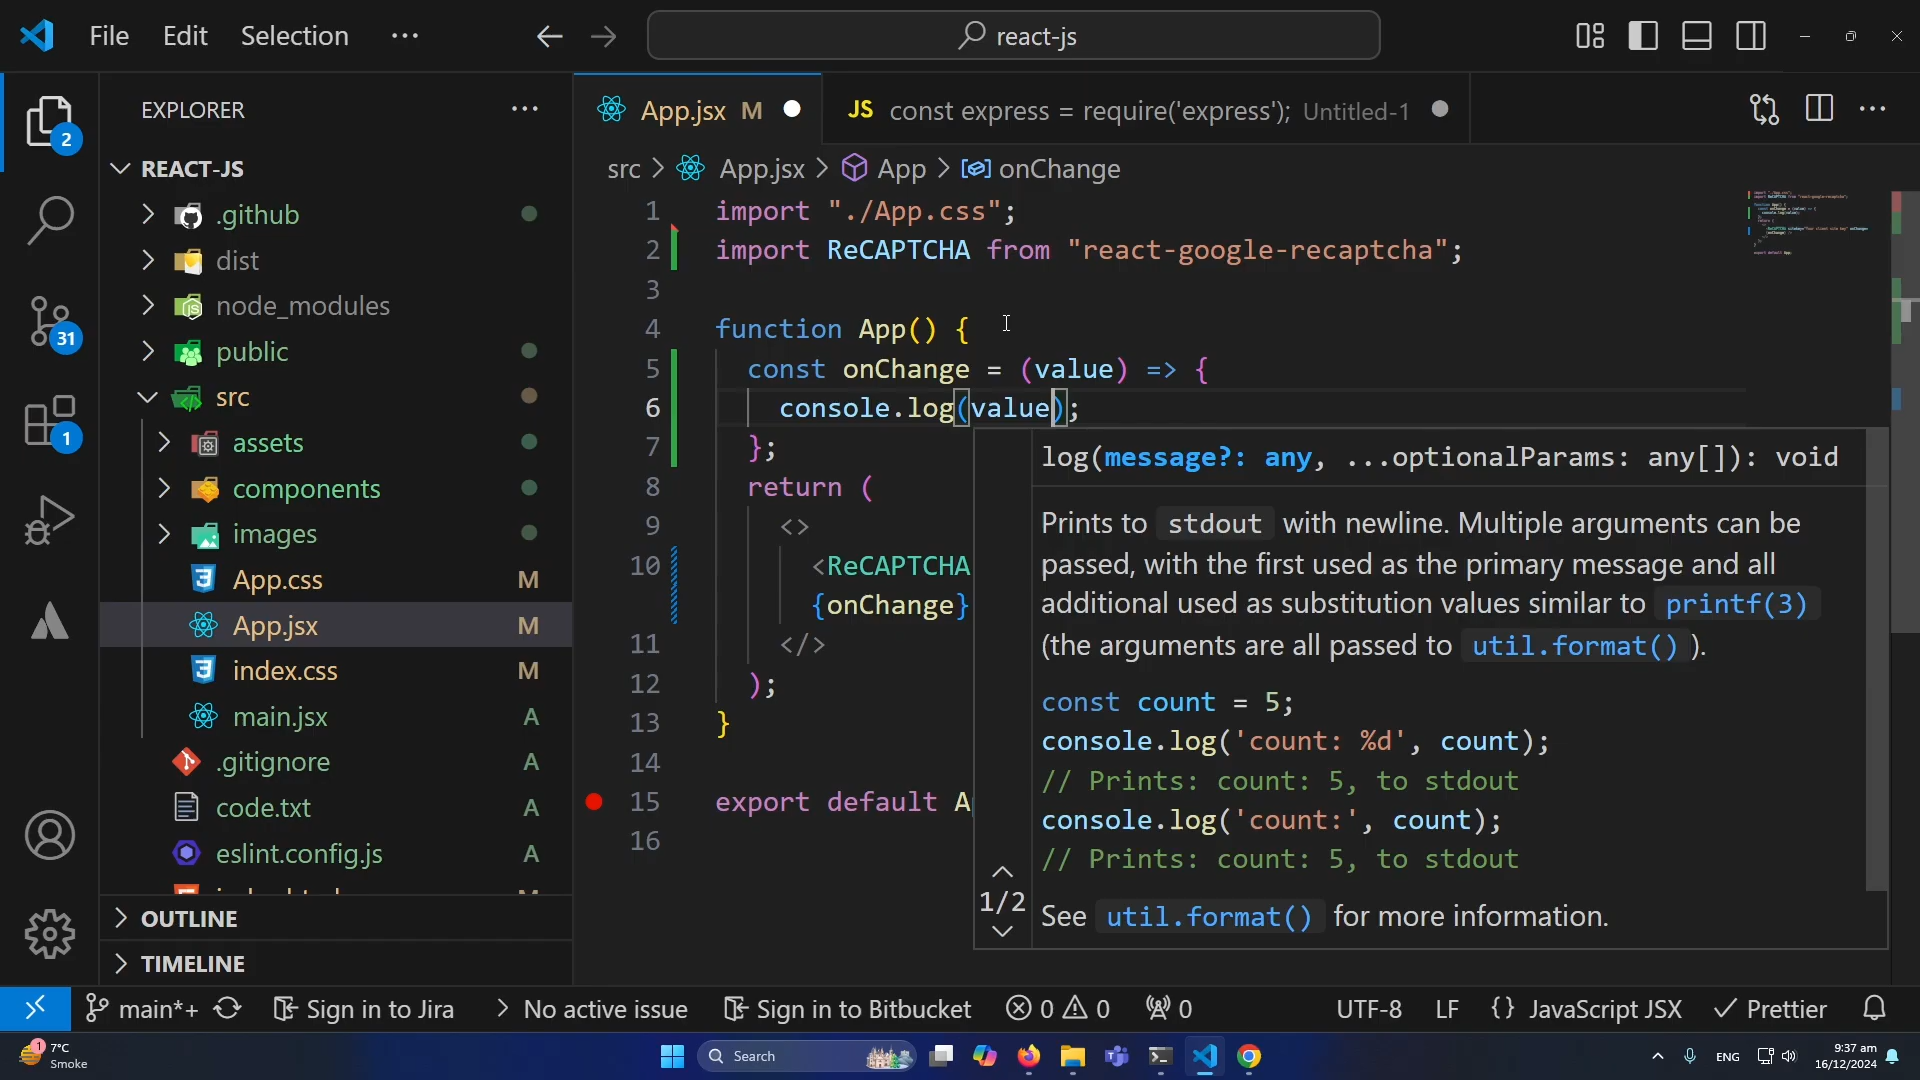 File Edit Selection ···
react-js
EXPLORER
REACT-JS
.github
dist
node_modules
public
src
assets
components
images
App.css M
App.jsx M
index.css M
main.jsx A
.gitignore A
code.txt A
eslint.config.js A
OUTLINE
TIMELINE
2
31
1
App.jsx M
JS const express = require('express'); Untitled-1
src > App.jsx > App > onChange
1 import "./App.css";
2 import ReCAPTCHA from "react-google-recaptcha";
3
4 function App() {
5 const onChange = (value) => {
6 console.log(value);
7 };
8 return (
9 <>
10 <ReCAPTCHA
{onChange}
11 </>
12 );
13 }
14
15 export default A
16
log(message?: any, ...optionalParams: any[]): void
Prints to stdout with newline. Multiple arguments can be
passed, with the first used as the primary message and all
additional used as substitution values similar to printf(3)
(the arguments are all passed to util.format() ).
const count = 5;
console.log('count: %d', count);
// Prints: count: 5, to stdout
console.log('count:', count);
// Prints: count: 5, to stdout
1/2
See util.format() for more information.
main*+ Sign in to Jira > No active issue Sign in to Bitbucket 0 0 0 UTF-8 LF {} JavaScript JSX Prettier
1
7°C
Smoke
Search
ENG
9:37 am
16/12/2024